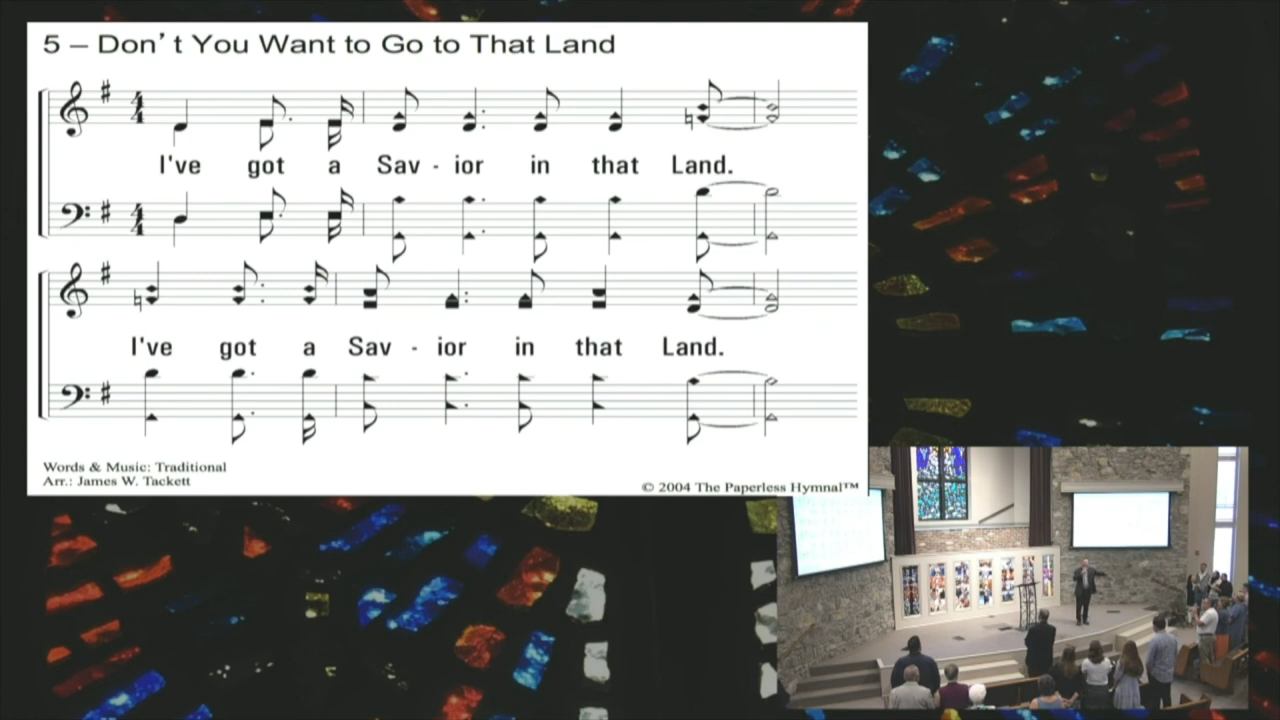 5 – Don't You Want to Go to That Land
I've got a Sav - ior in that Land.
I've got a Sav - ior in that Land.
Words & Music: Traditional
Arr.: James W. Tackett
© 2004 The Paperless Hymnal™